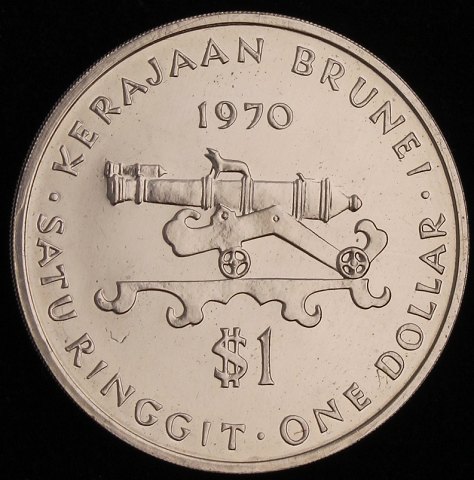 · KERAJAAN BRUNEI ·
1970
$1
SATU RINGGIT · ONE DOLLAR